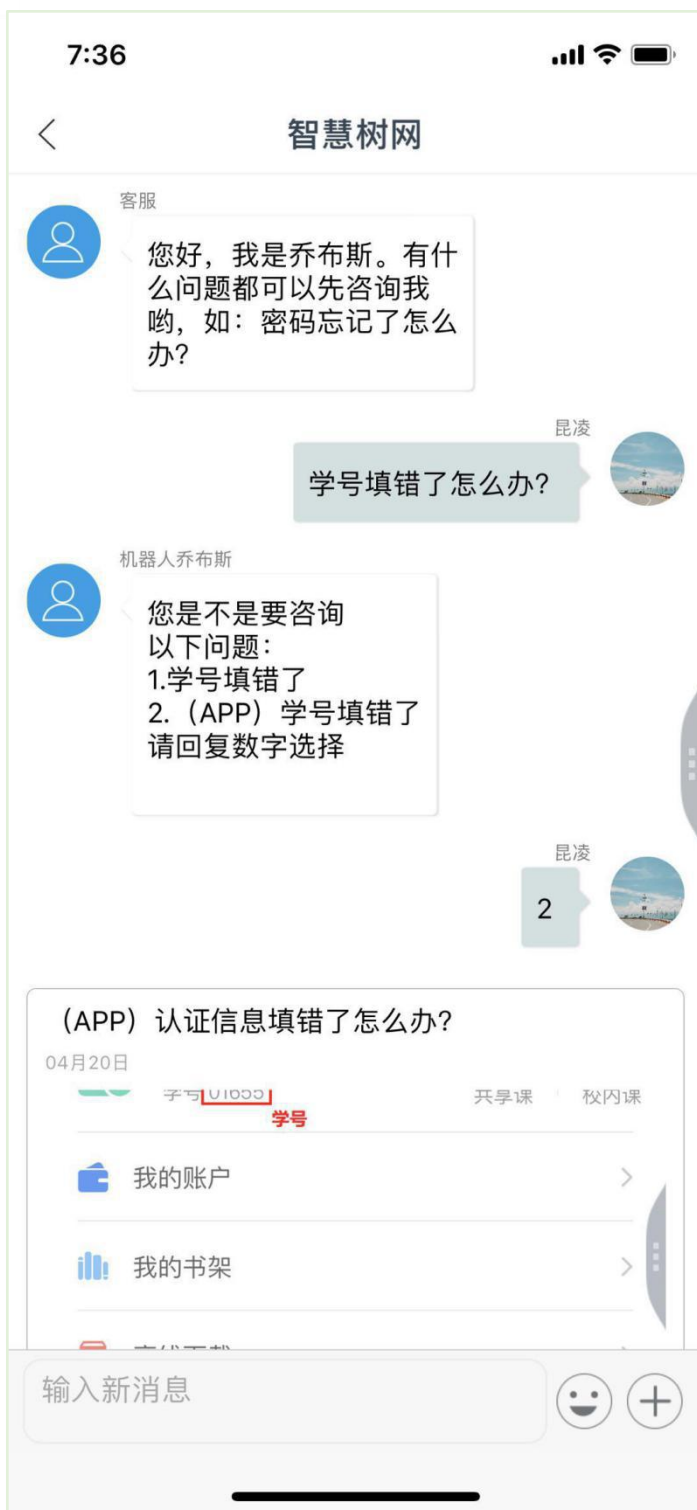 7:36
智慧树网
客服
您好，我是乔布斯。有什
么问题都可以先咨询我
哟，如：密码忘记了怎么
办？
昆凌
学号填错了怎么办？
机器人乔布斯
您是不是要咨询
以下问题：
1.学号填错了
2.（APP）学号填错了
请回复数字选择
昆凌
2
（APP）认证信息填错了怎么办？
04月20日
学号 01655 共享课 校内课
学号
我的账户
我的书架
输入新消息